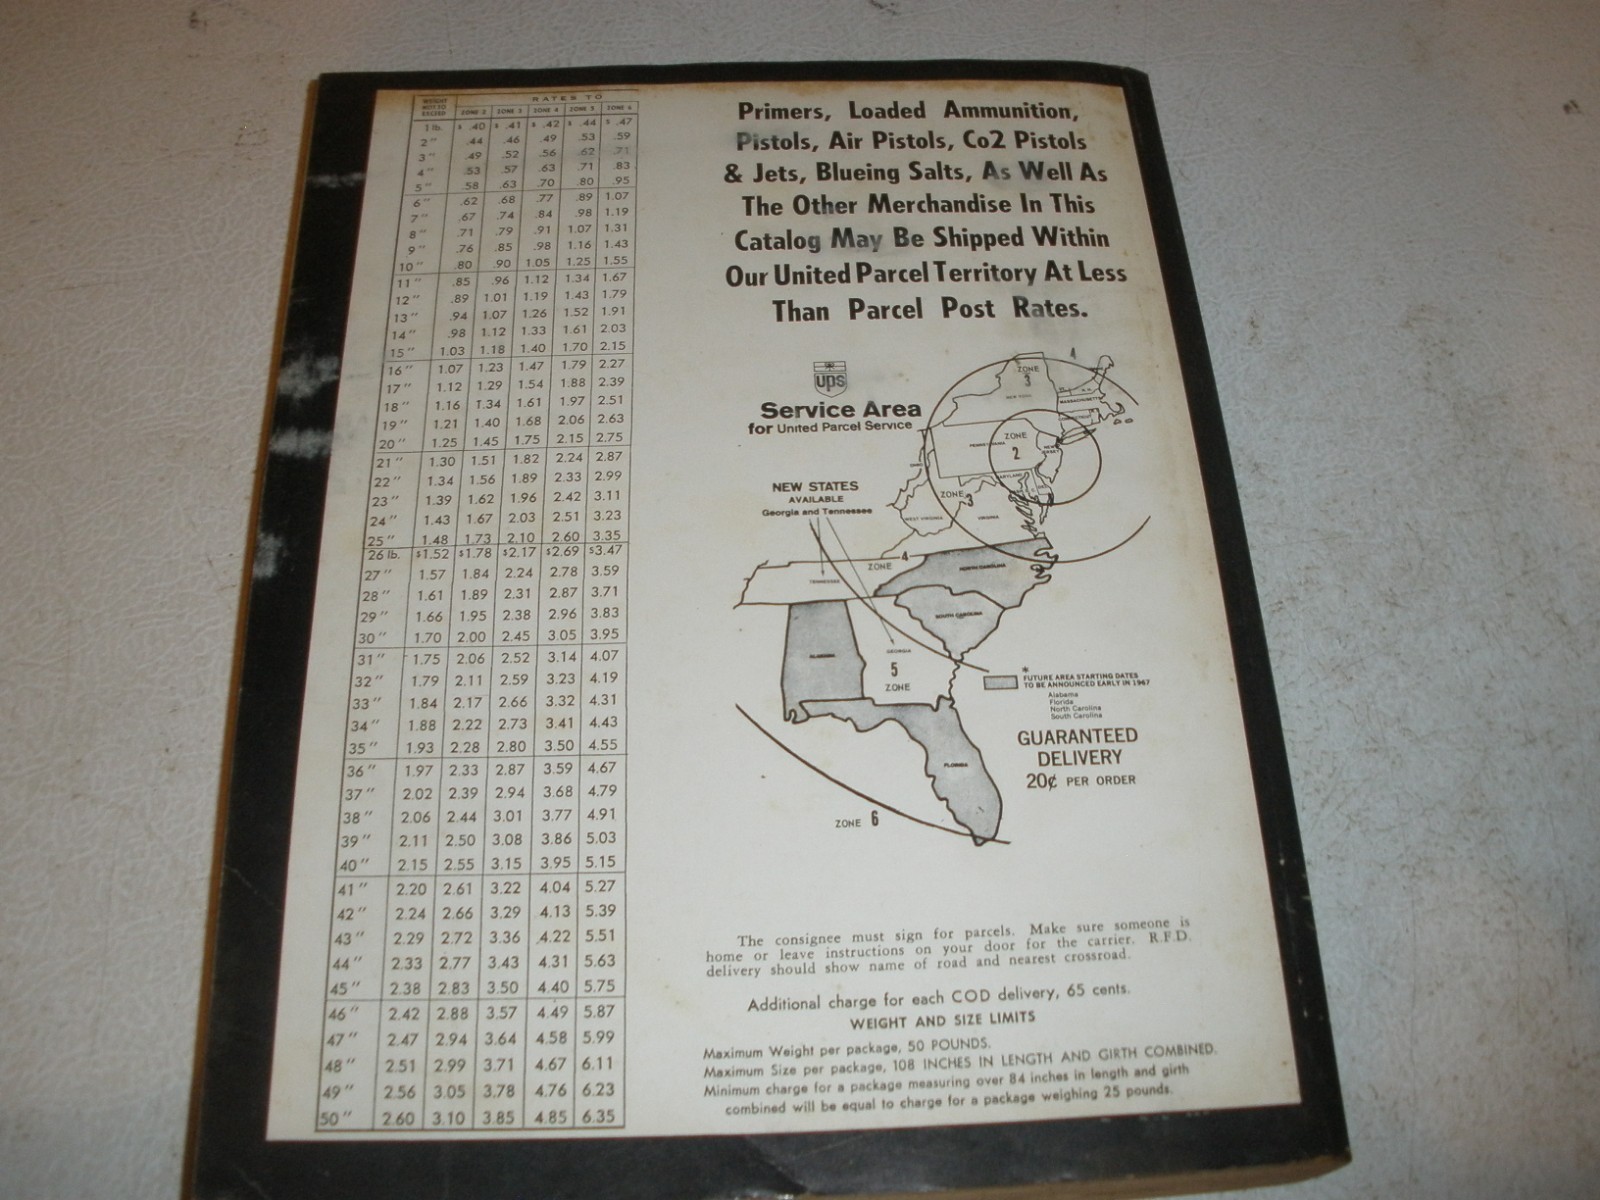 WEIGHT NOT TO EXCEED RATES TO
ZONE 2 ZONE 3 ZONE 4 ZONE 5 ZONE 6
1 lb. $ .40 $ .41 $ .42 $ .44 $ .47
2 " .44 .46 .49 .53 .59
3 " .49 .52 .56 .62 .71
4 " .53 .57 .63 .71 .83
5 " .58 .63 .70 .80 .95
6 " .62 .68 .77 .89 1.07
7 " .67 .74 .84 .98 1.19
8 " .71 .79 .91 1.07 1.31
9 " .76 .85 .98 1.16 1.43
10 " .80 .90 1.05 1.25 1.55
11 " .85 .96 1.12 1.34 1.67
12 " .89 1.01 1.19 1.43 1.79
13 " .94 1.07 1.26 1.52 1.91
14 " .98 1.12 1.33 1.61 2.03
15 " 1.03 1.18 1.40 1.70 2.15
16 " 1.07 1.23 1.47 1.79 2.27
17 " 1.12 1.29 1.54 1.88 2.39
18 " 1.16 1.34 1.61 1.97 2.51
19 " 1.21 1.40 1.68 2.06 2.63
20 " 1.25 1.45 1.75 2.15 2.75
21 " 1.30 1.51 1.82 2.24 2.87
22 " 1.34 1.56 1.89 2.33 2.99
23 " 1.39 1.62 1.96 2.42 3.11
24 " 1.43 1.67 2.03 2.51 3.23
25 " 1.48 1.73 2.10 2.60 3.35
26 lb. $1.52 $1.78 $2.17 $2.69 $3.47
27 " 1.57 1.84 2.24 2.78 3.59
28 " 1.61 1.89 2.31 2.87 3.71
29 " 1.66 1.95 2.38 2.96 3.83
30 " 1.70 2.00 2.45 3.05 3.95
31 " 1.75 2.06 2.52 3.14 4.07
32 " 1.79 2.11 2.59 3.23 4.19
33 " 1.84 2.17 2.66 3.32 4.31
34 " 1.88 2.22 2.73 3.41 4.43
35 " 1.93 2.28 2.80 3.50 4.55
36 " 1.97 2.33 2.87 3.59 4.67
37 " 2.02 2.39 2.94 3.68 4.79
38 " 2.06 2.44 3.01 3.77 4.91
39 " 2.11 2.50 3.08 3.86 5.03
40 " 2.15 2.55 3.15 3.95 5.15
41 " 2.20 2.61 3.22 4.04 5.27
42 " 2.24 2.66 3.29 4.13 5.39
43 " 2.29 2.72 3.36 4.22 5.51
44 " 2.33 2.77 3.43 4.31 5.63
45 " 2.38 2.83 3.50 4.40 5.75
46 " 2.42 2.88 3.57 4.49 5.87
47 " 2.47 2.94 3.64 4.58 5.99
48 " 2.51 2.99 3.71 4.67 6.11
49 " 2.56 3.05 3.78 4.76 6.23
50 " 2.60 3.10 3.85 4.85 6.35
Primers, Loaded Ammunition,
Pistols, Air Pistols, Co2 Pistols
& Jets, Blueing Salts, As Well As
The Other Merchandise In This
Catalog May Be Shipped Within
Our United Parcel Territory At Less
Than Parcel Post Rates.
ups
Service Area
for United Parcel Service
4
ZONE
3
NEW YORK
MASSACHUSETTS
PENNSYLVANIA
ZONE
2
NEW JERSEY
MARYLAND
ZONE 3
WEST VIRGINIA
VIRGINIA
NEW STATES
AVAILABLE
Georgia and Tennessee
4
ZONE
TENNESSEE
NORTH CAROLINA
SOUTH CAROLINA
ALABAMA
GEORGIA
5
ZONE
FLORIDA
ZONE 6
* FUTURE AREA STARTING DATES
TO BE ANNOUNCED EARLY IN 1967
Alabama
Florida
North Carolina
South Carolina
GUARANTEED
DELIVERY
20¢ PER ORDER
The consignee must sign for parcels. Make sure someone is
home or leave instructions on your door for the carrier. R.F.D.
delivery should show name of road and nearest crossroad.
Additional charge for each COD delivery, 65 cents.
WEIGHT AND SIZE LIMITS
Maximum Weight per package, 50 POUNDS.
Maximum Size per package, 108 INCHES IN LENGTH AND GIRTH COMBINED.
Minimum charge for a package measuring over 84 inches in length and girth
combined will be equal to charge for a package weighing 25 pounds.